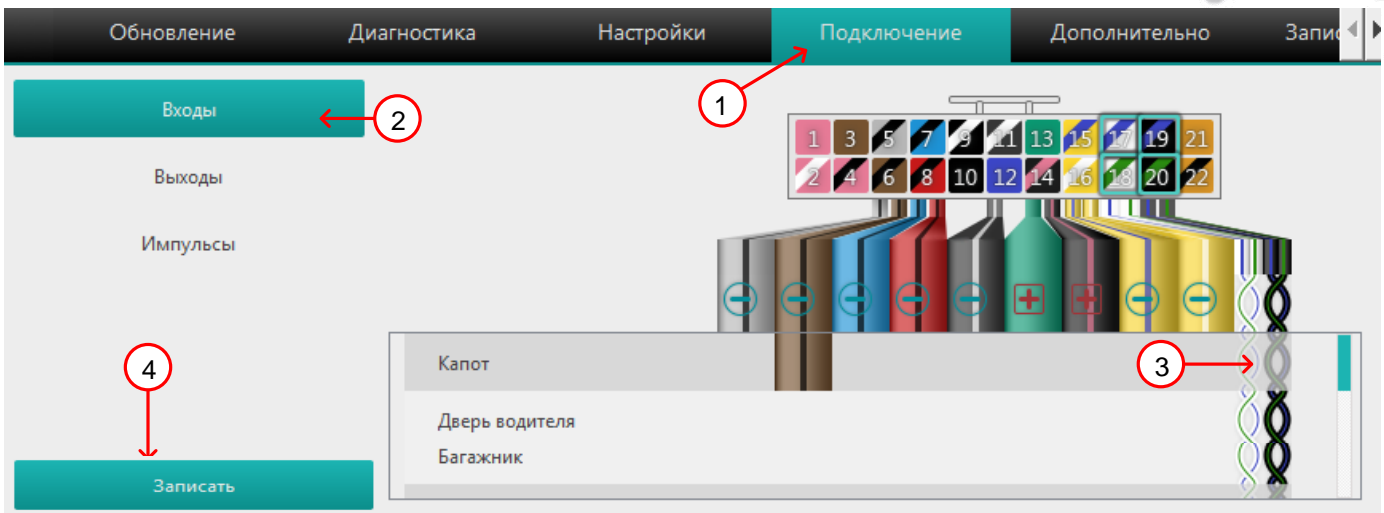 Обновление Диагностика Настройки Подключение Дополнительно
1
Входы
2
1 3 5 7 9 11 13 15 17 19 21
2 4 6 8 10 12 14 16 18 20 22
Выходы
Импульсы
4
Капот
3
Дверь водителя
Багажник
Записать